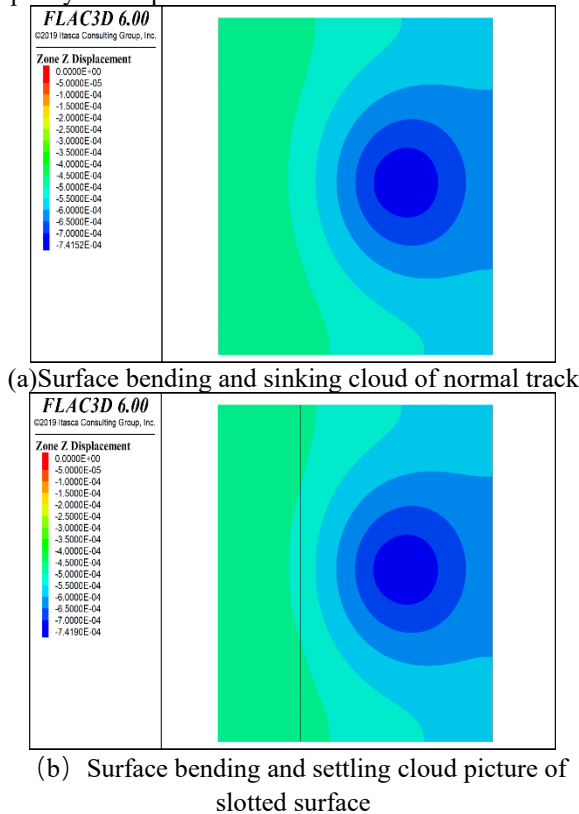 FLAC3D 6.00
©2019 Itasca Consulting Group, Inc.
Zone Z Displacement
0.0000E+00
-5.0000E-05
-1.0000E-04
-1.5000E-04
-2.0000E-04
-2.5000E-04
-3.0000E-04
-3.5000E-04
-4.0000E-04
-4.5000E-04
-5.0000E-04
-5.5000E-04
-6.0000E-04
-6.5000E-04
-7.0000E-04
-7.4152E-04
(a)Surface bending and sinking cloud of normal track
FLAC3D 6.00
©2019 Itasca Consulting Group, Inc.
Zone Z Displacement
0.0000E+00
-5.0000E-05
-1.0000E-04
-1.5000E-04
-2.0000E-04
-2.5000E-04
-3.0000E-04
-3.5000E-04
-4.0000E-04
-4.5000E-04
-5.0000E-04
-5.5000E-04
-6.0000E-04
-6.5000E-04
-7.0000E-04
-7.4190E-04
（b）Surface bending and settling cloud picture of
slotted surface